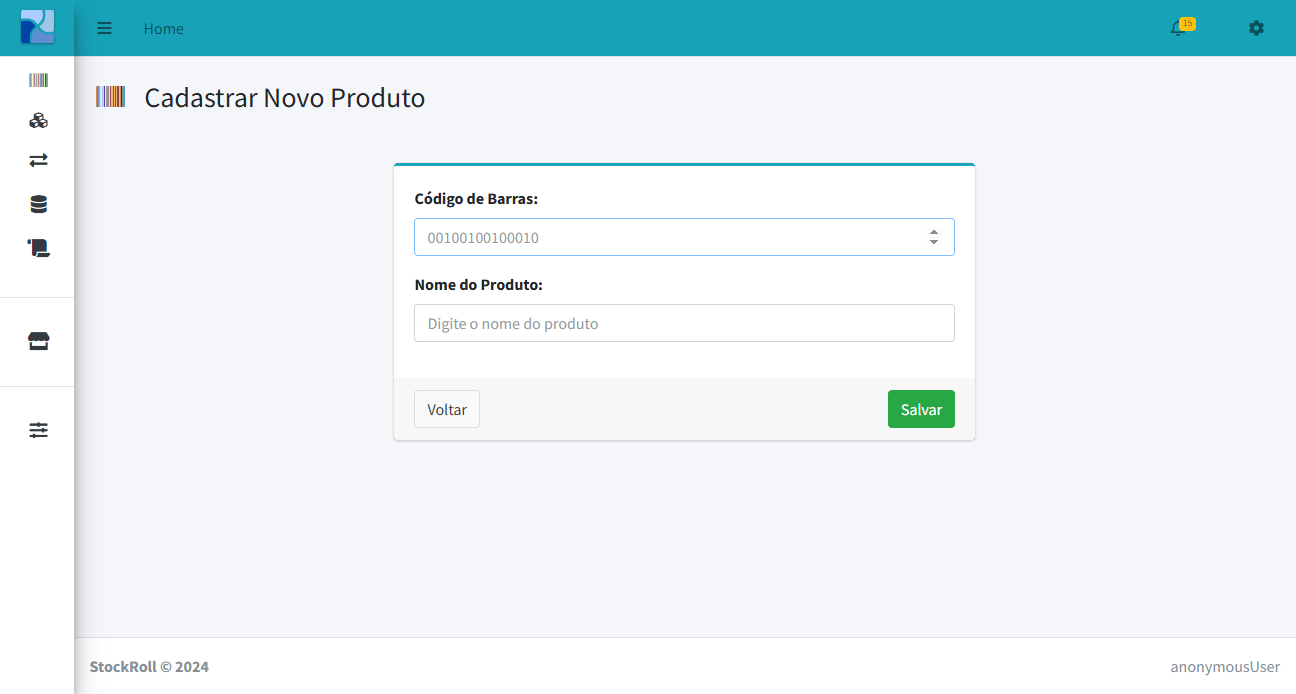 Home
15
Cadastrar Novo Produto
Código de Barras:
00100100100010
Nome do Produto:
Digite o nome do produto
Voltar
Salvar
StockRoll © 2024
anonymousUser